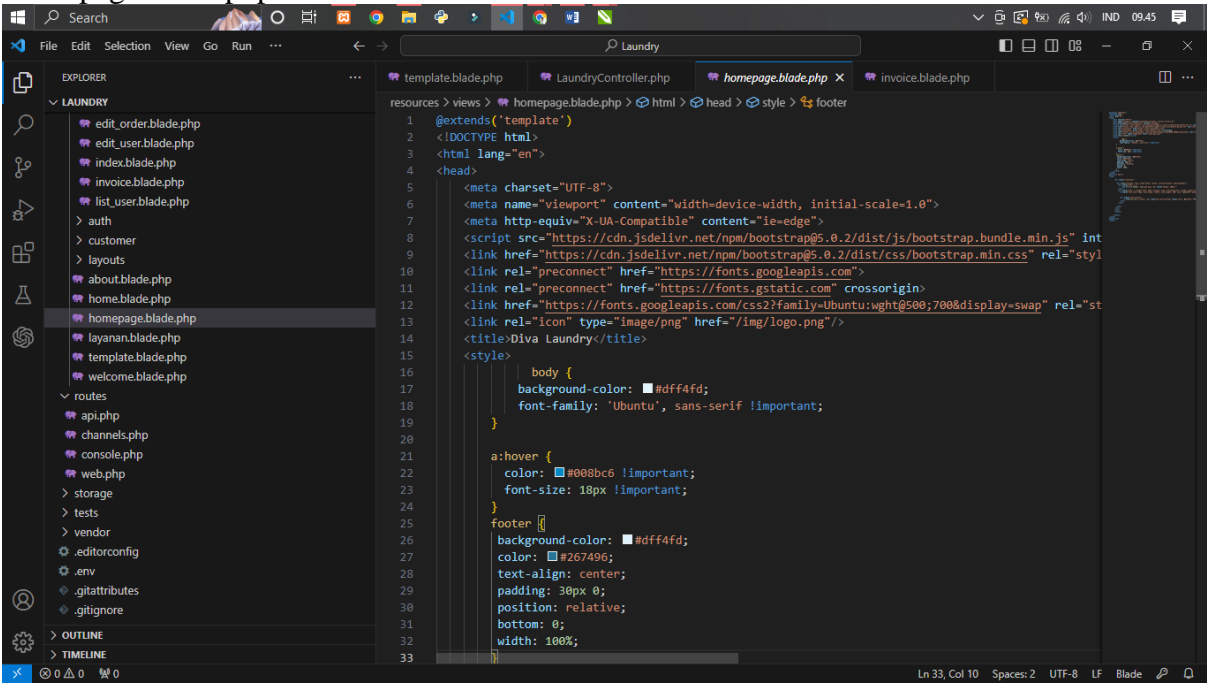 Search
IND 09.45
File Edit Selection View Go Run ···
Laundry
EXPLORER ···
LAUNDRY
edit_order.blade.php
edit_user.blade.php
index.blade.php
invoice.blade.php
list_user.blade.php
auth
customer
layouts
about.blade.php
home.blade.php
homepage.blade.php
layanan.blade.php
template.blade.php
welcome.blade.php
routes
api.php
channels.php
console.php
web.php
storage
tests
vendor
.editorconfig
.env
.gitattributes
.gitignore
OUTLINE
TIMELINE
template.blade.php LaundryController.php homepage.blade.php invoice.blade.php
resources > views > homepage.blade.php > html > head > style > footer
1 @extends('template')
2 <!DOCTYPE html>
3 <html lang="en">
4 <head>
5 <meta charset="UTF-8">
6 <meta name="viewport" content="width=device-width, initial-scale=1.0">
7 <meta http-equiv="X-UA-Compatible" content="ie=edge">
8 <script src="https://cdn.jsdelivr.net/npm/bootstrap@5.0.2/dist/js/bootstrap.bundle.min.js" int
9 <link href="https://cdn.jsdelivr.net/npm/bootstrap@5.0.2/dist/css/bootstrap.min.css" rel="styl
10 <link rel="preconnect" href="https://fonts.googleapis.com">
11 <link rel="preconnect" href="https://fonts.gstatic.com" crossorigin>
12 <link href="https://fonts.googleapis.com/css2?family=Ubuntu:wght@500;700&display=swap" rel="st
13 <link rel="icon" type="image/png" href="/img/logo.png"/>
14 <title>Diva Laundry</title>
15 <style>
16 body {
17 background-color: #dff4fd;
18 font-family: 'Ubuntu', sans-serif !important;
19 }
20
21 a:hover {
22 color: #008bc6 !important;
23 font-size: 18px !important;
24 }
25 footer {
26 background-color: #dff4fd;
27 color: #267496;
28 text-align: center;
29 padding: 30px 0;
30 position: relative;
31 bottom: 0;
32 width: 100%;
33 }
0 0 0 Ln 33, Col 10 Spaces: 2 UTF-8 LF Blade